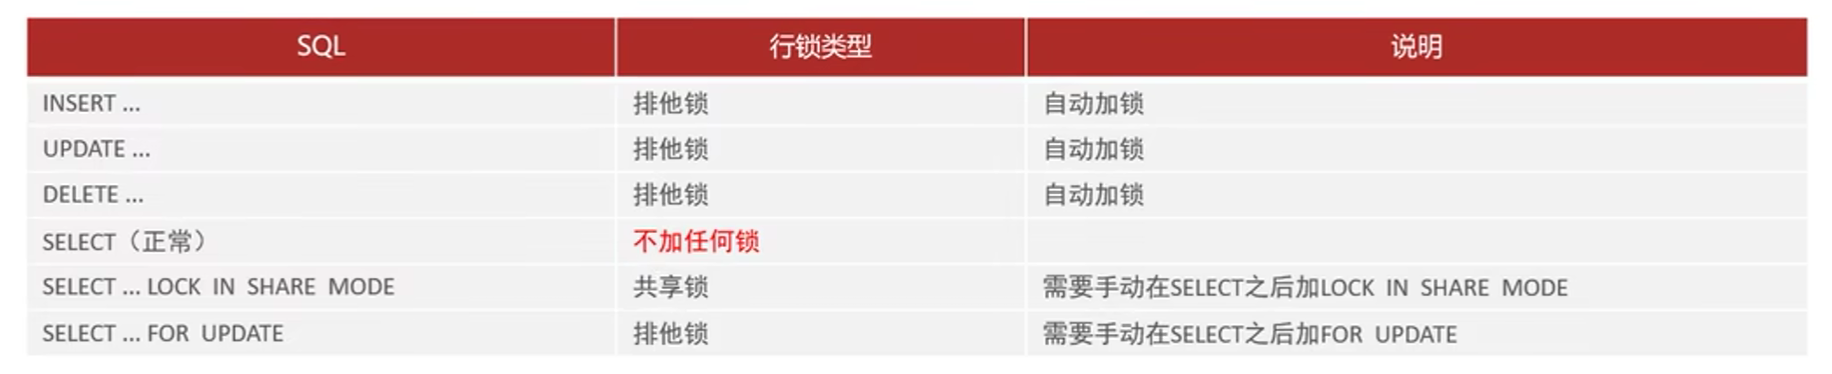 SQL 行锁类型 说明
INSERT ... 排他锁 自动加锁
UPDATE ... 排他锁 自动加锁
DELETE ... 排他锁 自动加锁
SELECT（正常） 不加任何锁
SELECT ... LOCK IN SHARE MODE 共享锁 需要手动在SELECT之后加LOCK IN SHARE MODE
SELECT ... FOR UPDATE 排他锁 需要手动在SELECT之后加FOR UPDATE